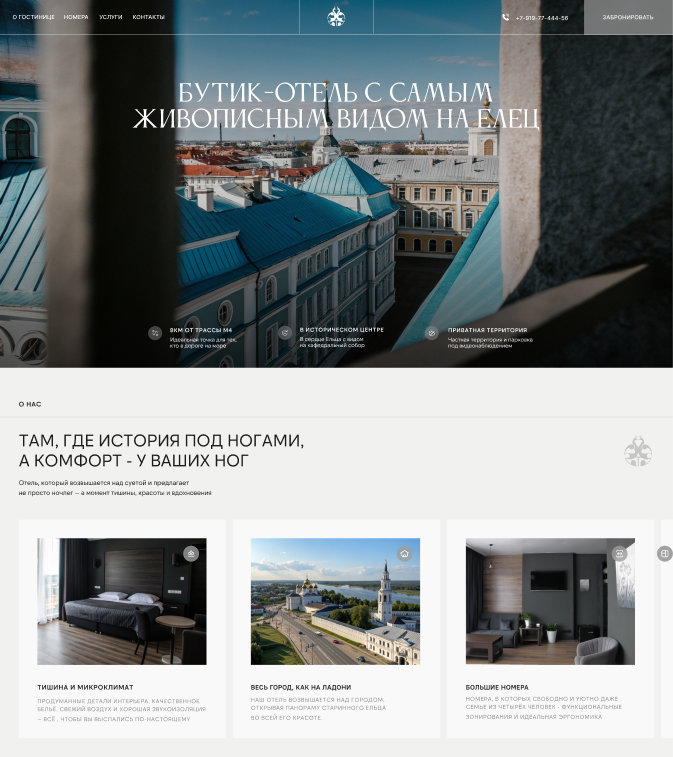 О ГОСТИНИЦЕ НОМЕРА УСЛУГИ КОНТАКТЫ
+7-919-77-444-56
ЗАБРОНИРОВАТЬ
БУТИК-ОТЕЛЬ С САМЫМ
ЖИВОПИСНЫМ ВИДОМ НА ЕЛЕЦ
8КМ ОТ ТРАССЫ М4
Идеальная точка для тех,
кто в дороге на море
В ИСТОРИЧЕСКОМ ЦЕНТРЕ
В сердце Ельца с видом
на кафедральный собор
ПРИВАТНАЯ ТЕРРИТОРИЯ
Частная территория и парковка
под видеонаблюдением
О НАС
ТАМ, ГДЕ ИСТОРИЯ ПОД НОГАМИ,
А КОМФОРТ - У ВАШИХ НОГ
Отель, который возвышается над суетой и предлагает
не просто ночлег — а момент тишины, красоты и вдохновения
ТИШИНА И МИКРОКЛИМАТ
ПРОДУМАННЫЕ ДЕТАЛИ ИНТЕРЬЕРА, КАЧЕСТВЕННОЕ
БЕЛЬЁ, СВЕЖИЙ ВОЗДУХ И ХОРОШАЯ ЗВУКОИЗОЛЯЦИЯ
— ВСЁ , ЧТОБЫ ВЫ ВЫСПАЛИСЬ ПО-НАСТОЯЩЕМУ
ВЕСЬ ГОРОД, КАК НА ЛАДОНИ
НАШ ОТЕЛЬ ВОЗВЫШАЕТСЯ НАД ГОРОДОМ,
ОТКРЫВАЯ ПАНОРАМУ СТАРИННОГО ЕЛЬЦА
ВО ВСЕЙ ЕГО КРАСОТЕ.
БОЛЬШИЕ НОМЕРА
НОМЕРА, В КОТОРЫХ СВОБОДНО И УЮТНО ДАЖЕ
СЕМЬЕ ИЗ ЧЕТЫРЁХ ЧЕЛОВЕК - ФУНКЦИОНАЛЬНЫЕ
ЗОНИРОВАНИЯ И ИДЕАЛЬНАЯ ЭРГОНОМИКА